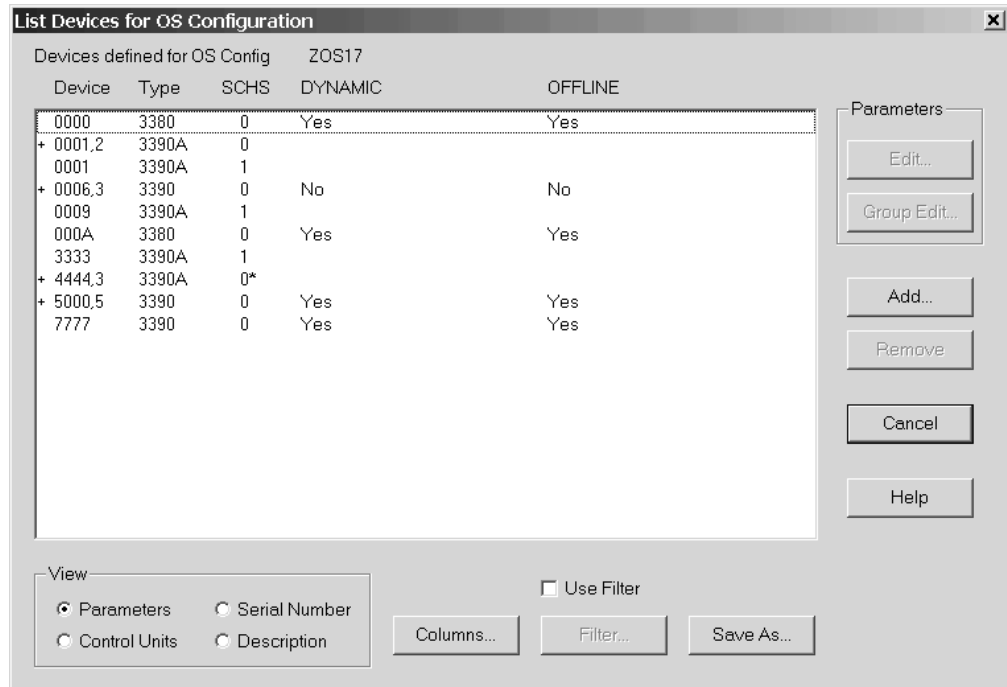 List Devices for OS Configuration
Devices defined for OS Config ZOS17
Device Type SCHS DYNAMIC OFFLINE
0000 3380 0 Yes Yes
+ 0001,2 3390A 0
0001 3390A 1
+ 0006,3 3390 0 No No
0009 3390A 1
000A 3380 0 Yes Yes
3333 3390A 1
+ 4444,3 3390A 0*
+ 5000,5 3390 0 Yes Yes
7777 3390 0 Yes Yes
Parameters
Edit...
Group Edit...
Add...
Remove
Cancel
Help
View
Parameters Serial Number
Control Units Description
Use Filter
Columns... Filter... Save As...